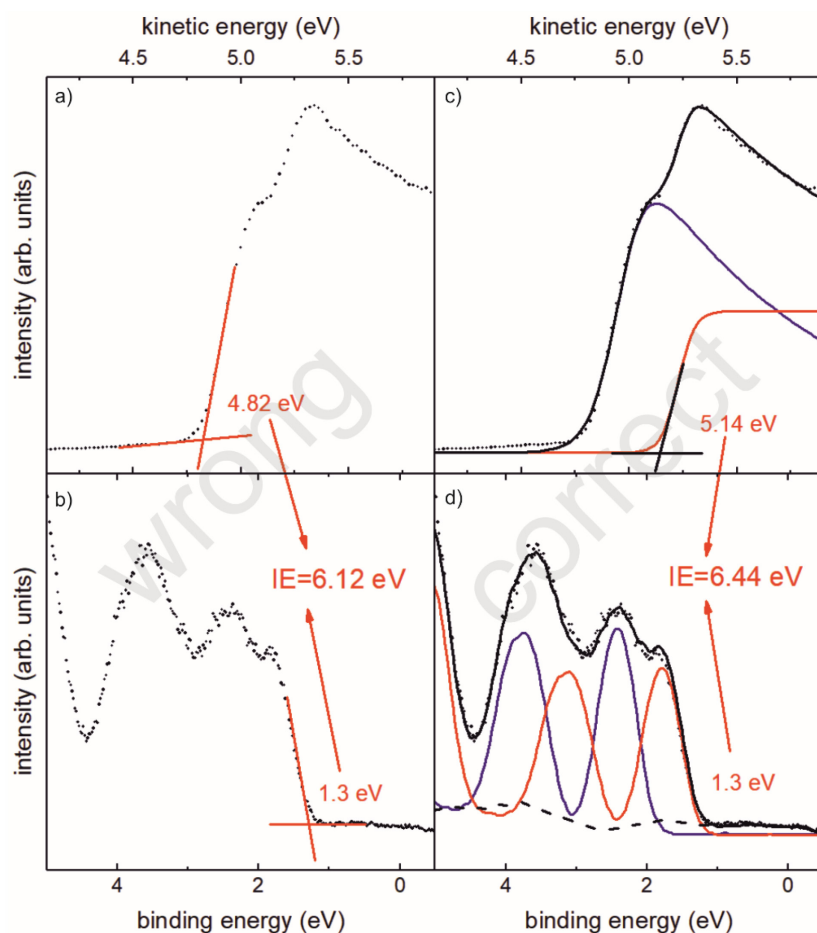 kinetic energy (eV)
4.5 5.0 5.5
kinetic energy (eV)
4.5 5.0 5.5
intensity (arb. units)
a)
4.82 eV
c)
5.14 eV
wrong
correct
intensity (arb. units)
b)
IE=6.12 eV
1.3 eV
d)
IE=6.44 eV
1.3 eV
4 2 0
binding energy (eV)
4 2 0
binding energy (eV)